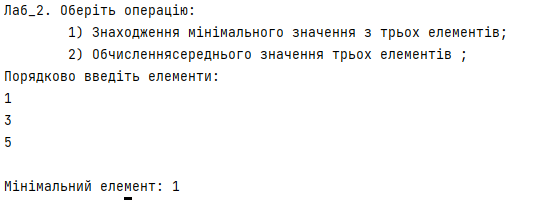 Лаб_2. Оберіть операцію:
1) Знаходження мінімального значення з трьох елементів;
2) Обчисленнясереднього значення трьох елементів ;
Порядково введіть елементи:
1
3
5
Мінімальний елемент: 1